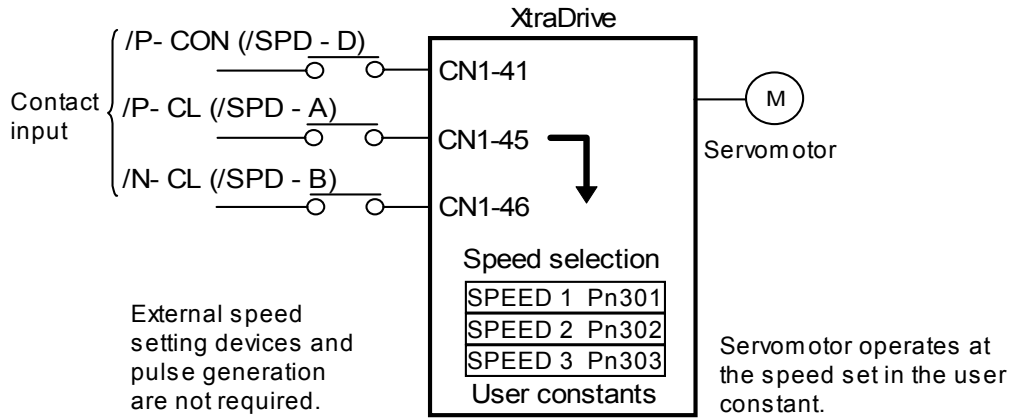 XtraDrive
/P- CON (/SPD - D)
CN1-41
Contact
input
/P- CL (/SPD - A)
CN1-45
M
Servomotor
/N- CL (/SPD - B)
CN1-46
Speed selection
SPEED 1 Pn301
SPEED 2 Pn302
SPEED 3 Pn303
User constants
External speed
setting devices and
pulse generation
are not required.
Servomotor operates at
the speed set in the user
constant.